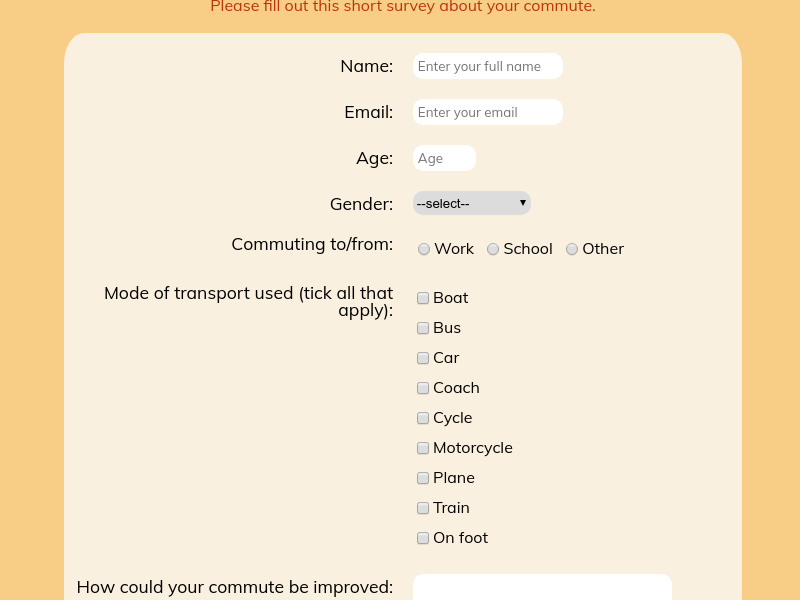 Please fill out this short survey about your commute.
Name: Enter your full name
Email: Enter your email
Age: Age
Gender: --select--
Commuting to/from: Work School Other
Mode of transport used (tick all that
apply):
Boat
Bus
Car
Coach
Cycle
Motorcycle
Plane
Train
On foot
How could your commute be improved: